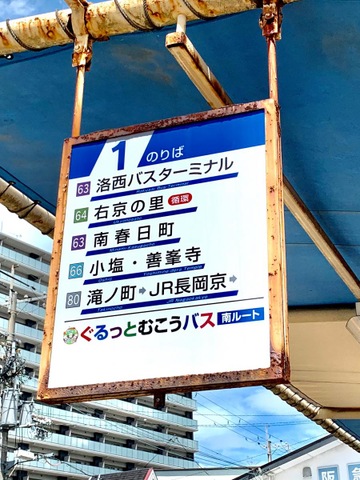 1 のりば
63 洛西バスターミナル
64 右京の里 循環
63 南春日町
66 小塩・善峯寺
80 滝ノ町→JR長岡京→
ぐるっとむこうバス 南ルート
阪急